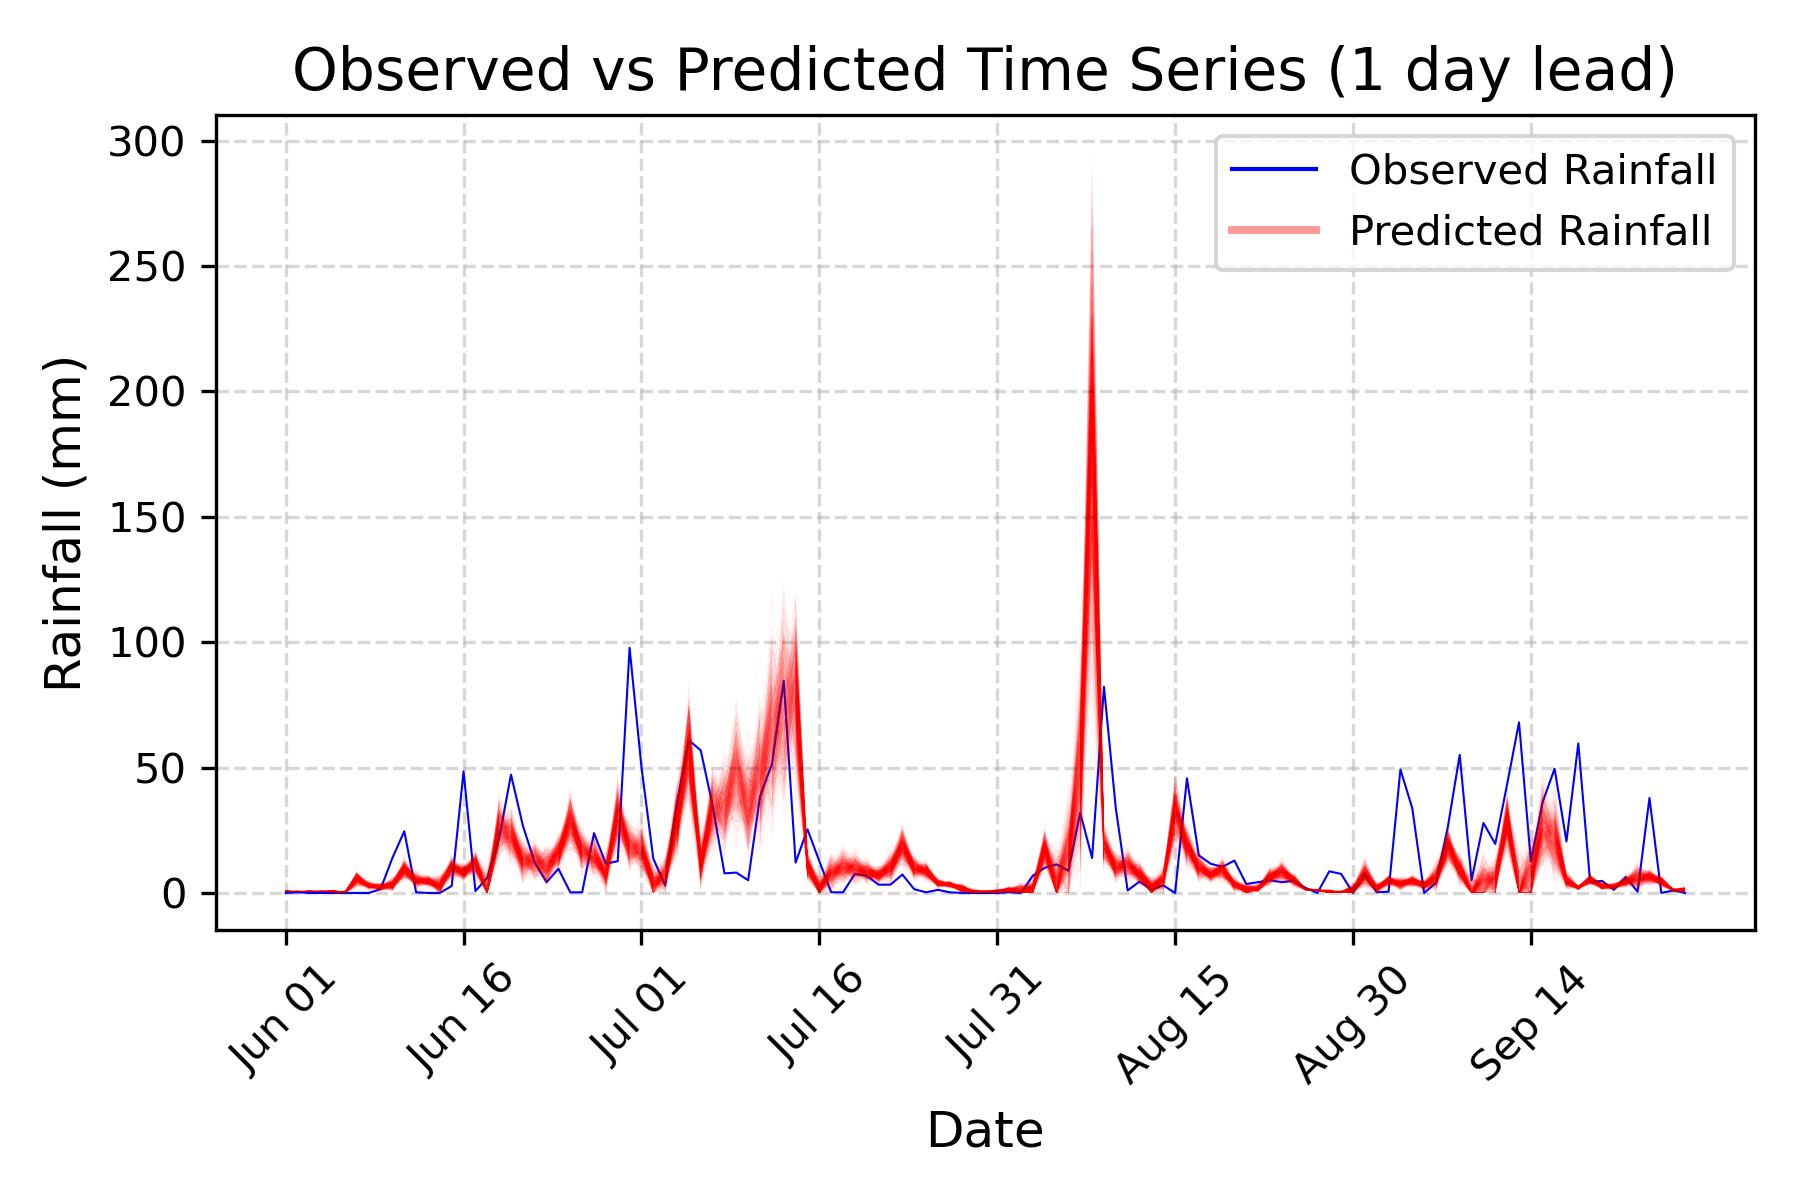 Observed vs Predicted Time Series (1 day lead)
Observed Rainfall
Predicted Rainfall
Rainfall (mm)
300
250
200
150
100
50
0
Jun 01
Jun 16
Jul 01
Jul 16
Jul 31
Aug 15
Aug 30
Sep 14
Date